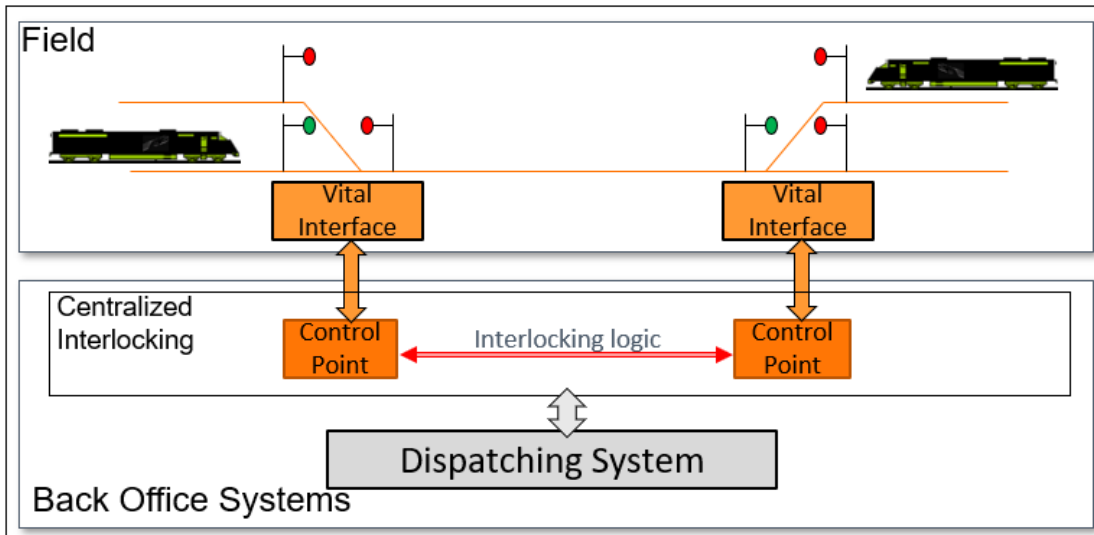 Field
Vital
Interface
Vital
Interface
Centralized
Interlocking
Control
Point
Interlocking logic
Control
Point
Dispatching System
Back Office Systems